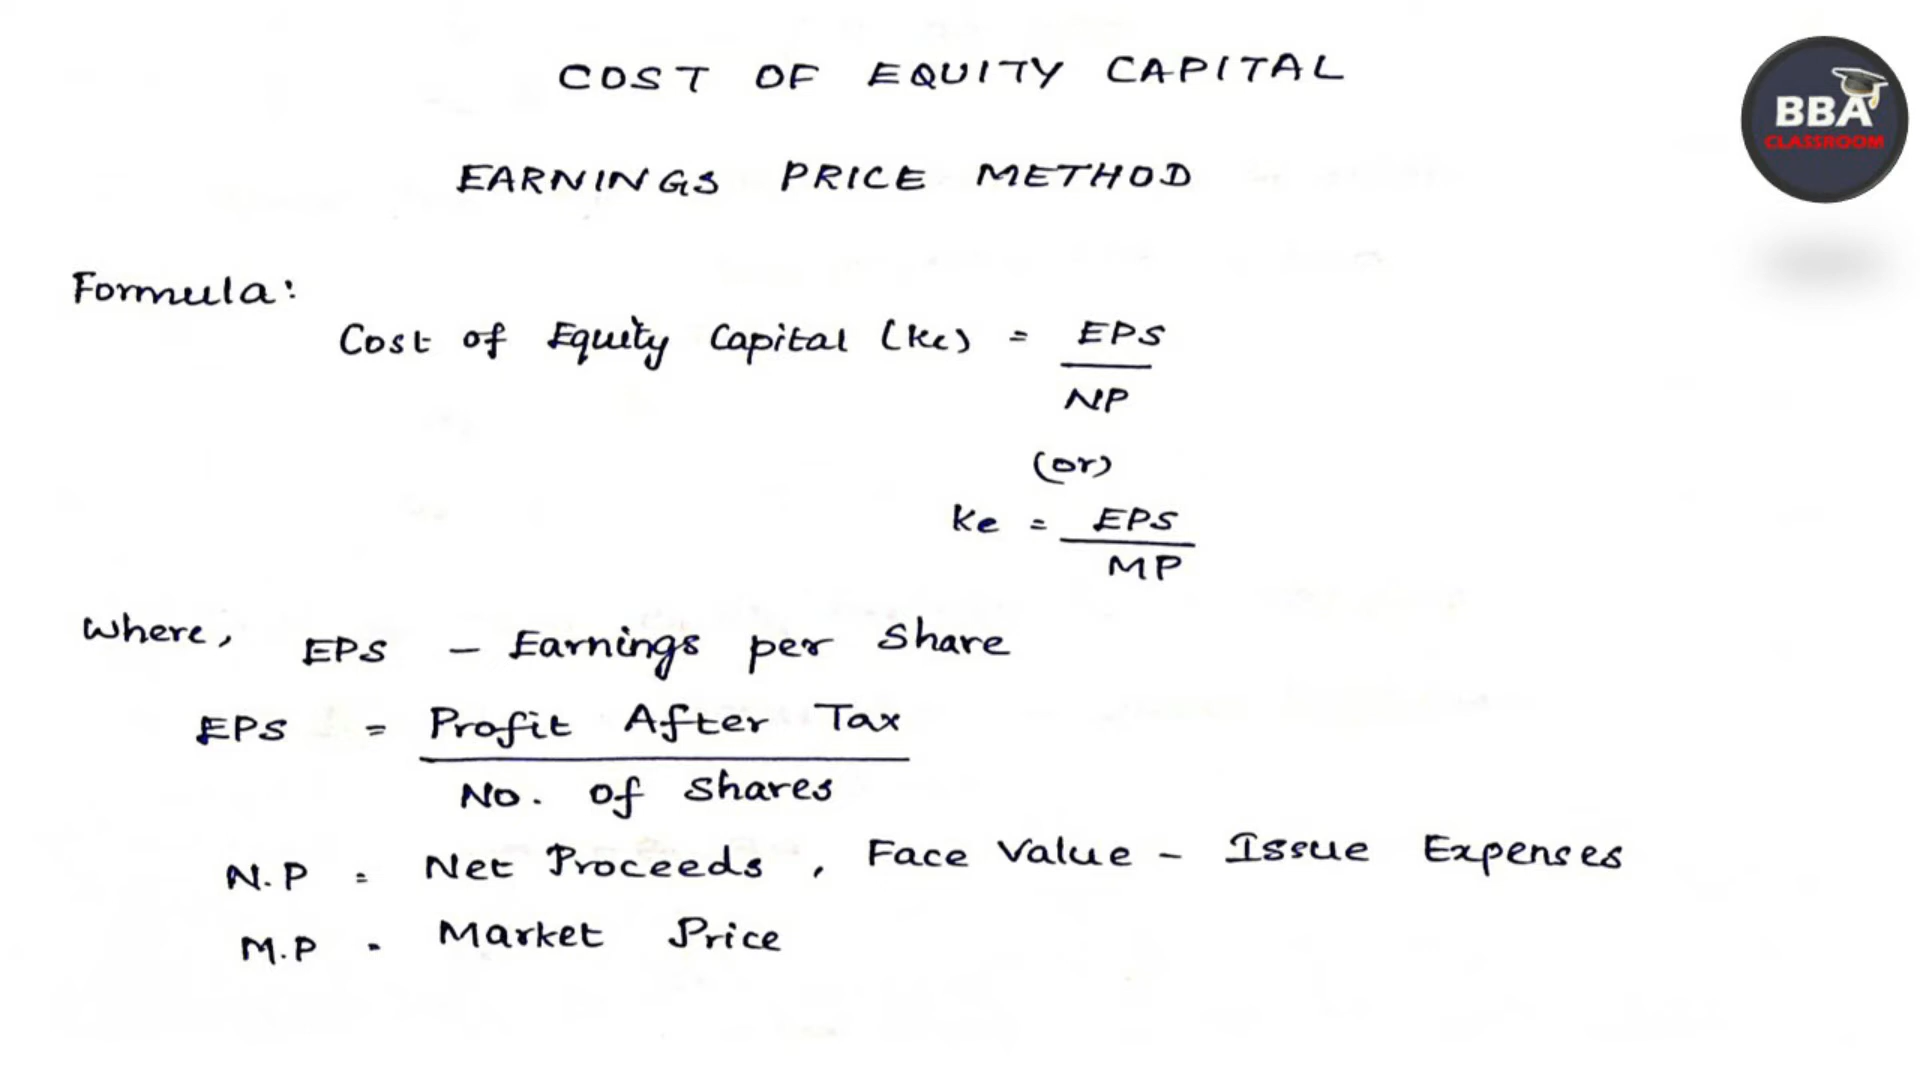 COST OF EQUITY CAPITAL
BBA
CLASSROOM
EARNINGS PRICE METHOD
Formula:
Cost of Equity Capital (Ke) = EPS
NP
(or)
Ke = EPS
MP
Where, EPS – Earnings per Share
EPS = Profit After Tax
No. of Shares
N.P = Net Proceeds, Face Value – Issue Expenses
M.P = Market Price